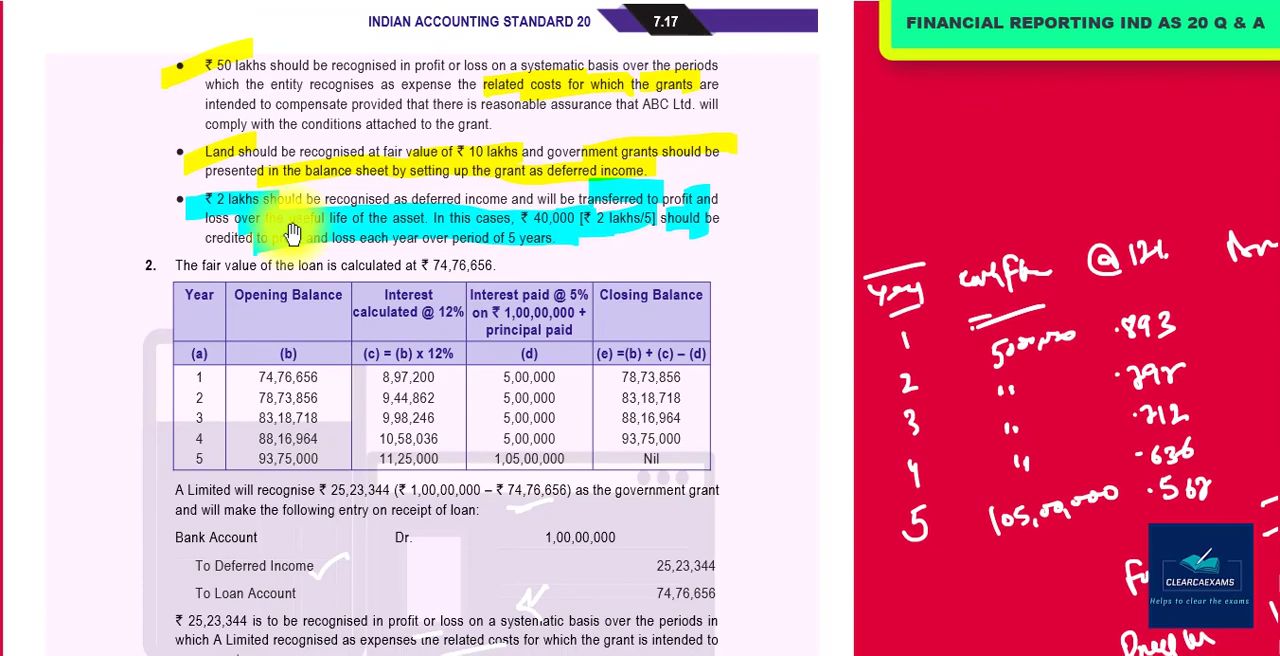 INDIAN ACCOUNTING STANDARD 20 7.17
FINANCIAL REPORTING IND AS 20 Q & A
● ₹ 50 lakhs should be recognised in profit or loss on a systematic basis over the periods
which the entity recognises as expense the related costs for which the grants are
intended to compensate provided that there is reasonable assurance that ABC Ltd. will
comply with the conditions attached to the grant.
● Land should be recognised at fair value of ₹ 10 lakhs and government grants should be
presented in the balance sheet by setting up the grant as deferred income.
● ₹ 2 lakhs should be recognised as deferred income and will be transferred to profit and
loss over the useful life of the asset. In this cases, ₹ 40,000 [₹ 2 lakhs/5] should be
credited to and loss each year over period of 5 years.
2. The fair value of the loan is calculated at ₹ 74,76,656.
Year Opening Balance Interest calculated @ 12% Interest paid @ 5% on ₹ 1,00,00,000 + principal paid Closing Balance
(a) (b) (c) = (b) x 12% (d) (e) =(b) + (c) – (d)
1 74,76,656 8,97,200 5,00,000 78,73,856
2 78,73,856 9,44,862 5,00,000 83,18,718
3 83,18,718 9,98,246 5,00,000 88,16,964
4 88,16,964 10,58,036 5,00,000 93,75,000
5 93,75,000 11,25,000 1,05,00,000 Nil
A Limited will recognise ₹ 25,23,344 (₹ 1,00,00,000 – ₹ 74,76,656) as the government grant
and will make the following entry on receipt of loan:
Bank Account Dr. 1,00,00,000
To Deferred Income 25,23,344
To Loan Account 74,76,656
₹ 25,23,344 is to be recognised in profit or loss on a systematic basis over the periods in
which A Limited recognised as expenses the related costs for which the grant is intended to
Year @ 12%
1 .893
2 "
3 " .712
4 " .636
5 105,00,000 .568
CLEARCAEXAMS
Helps to clear the exams